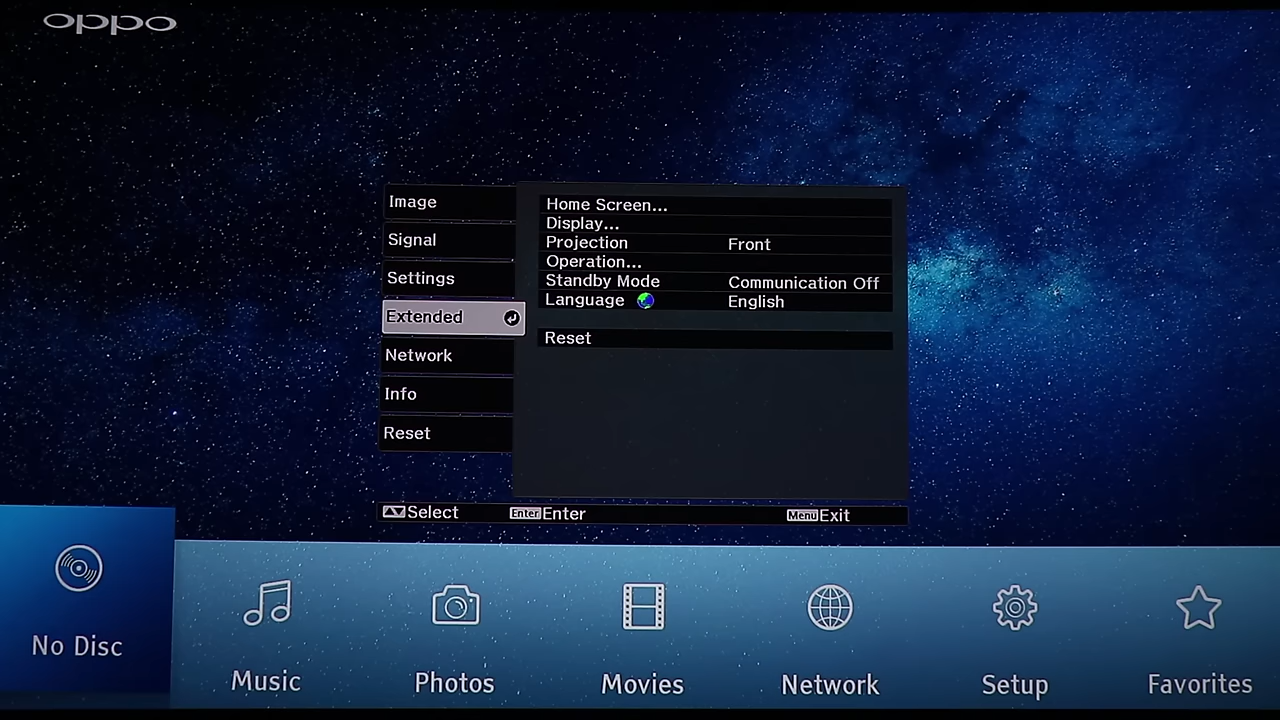 oppo
Image
Signal
Settings
Extended
Network
Info
Reset
Home Screen...
Display...
Projection Front
Operation...
Standby Mode Communication Off
Language English
Reset
Select Enter Enter Menu Exit
No Disc
Music
Photos
Movies
Network
Setup
Favorites